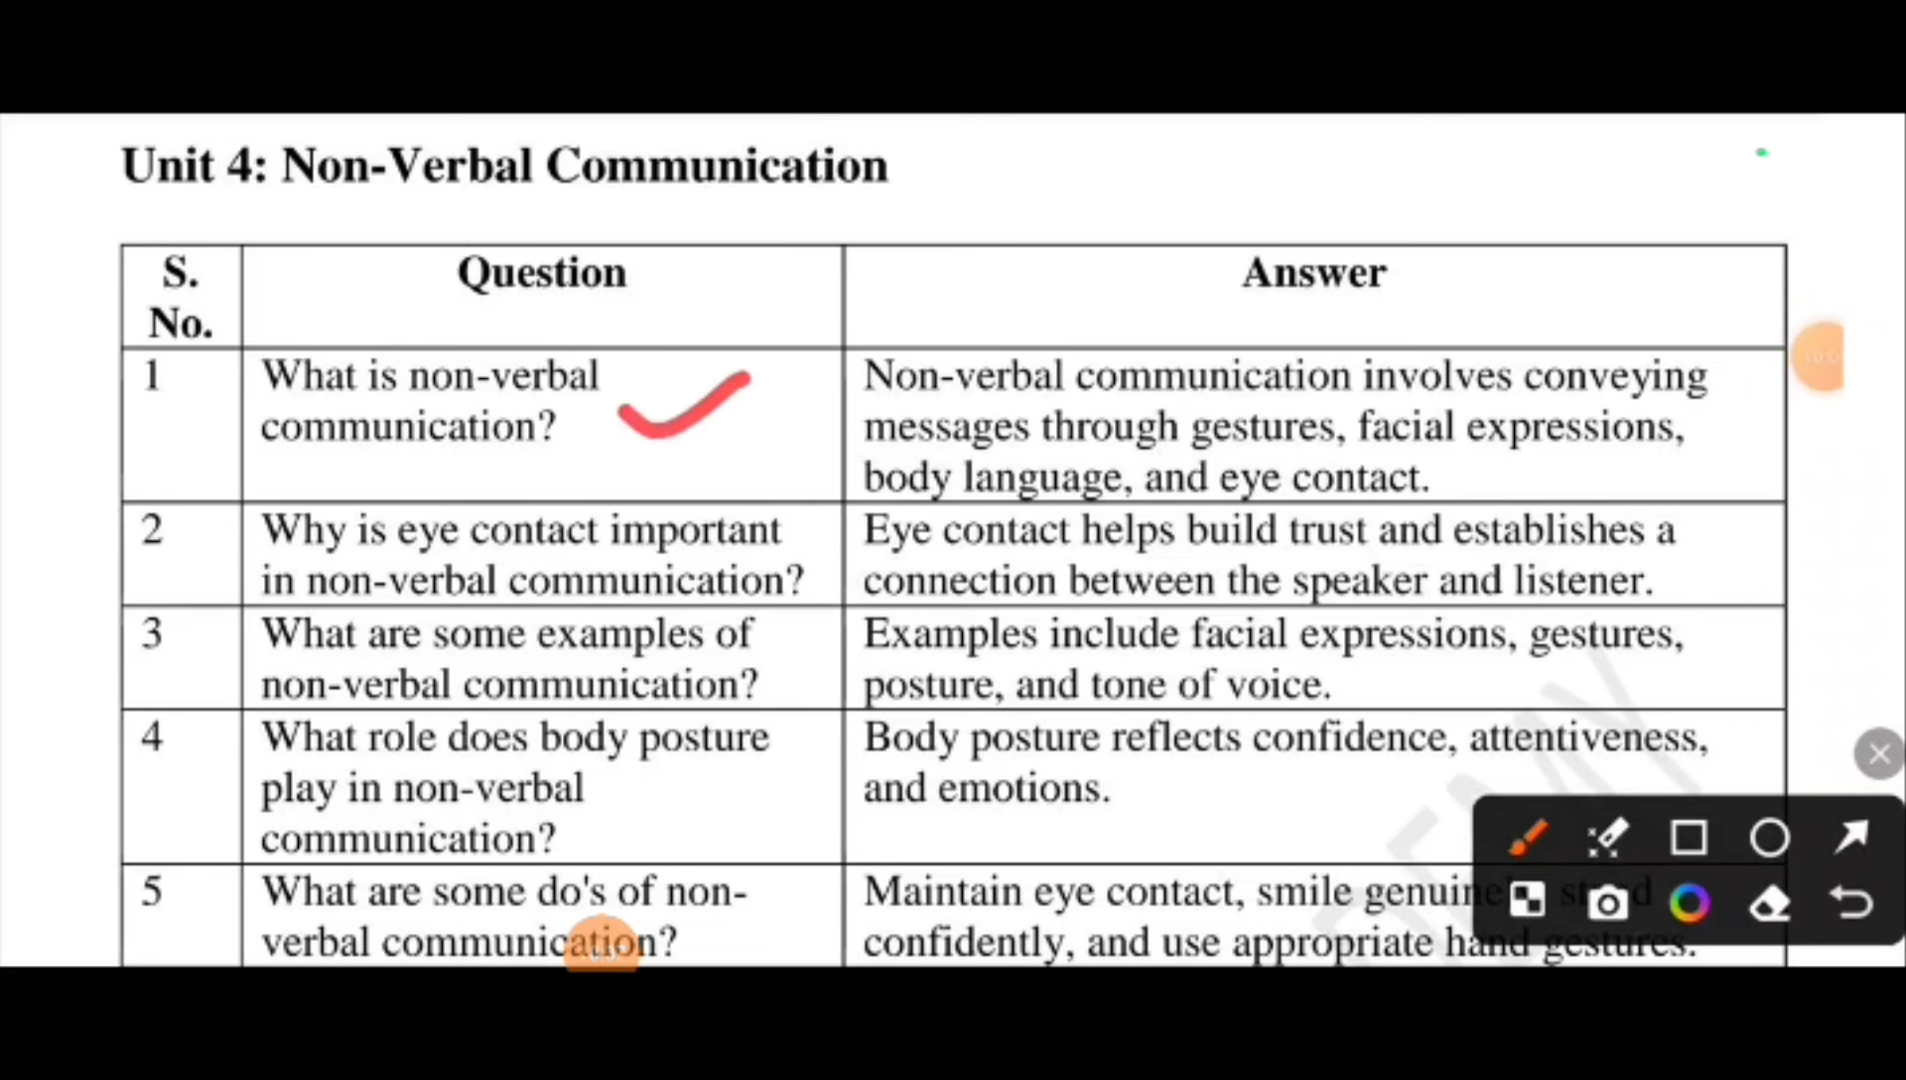 Unit 4: Non-Verbal Communication
S. No.
Question
Answer
1
What is non-verbal
communication?
Non-verbal communication involves conveying
messages through gestures, facial expressions,
body language, and eye contact.
2
Why is eye contact important
in non-verbal communication?
Eye contact helps build trust and establishes a
connection between the speaker and listener.
3
What are some examples of
non-verbal communication?
Examples include facial expressions, gestures,
posture, and tone of voice.
4
What role does body posture
play in non-verbal
communication?
Body posture reflects confidence, attentiveness,
and emotions.
5
What are some do's of non-
verbal communication?
Maintain eye contact, smile
confidently, and use appropriate hand gestures.